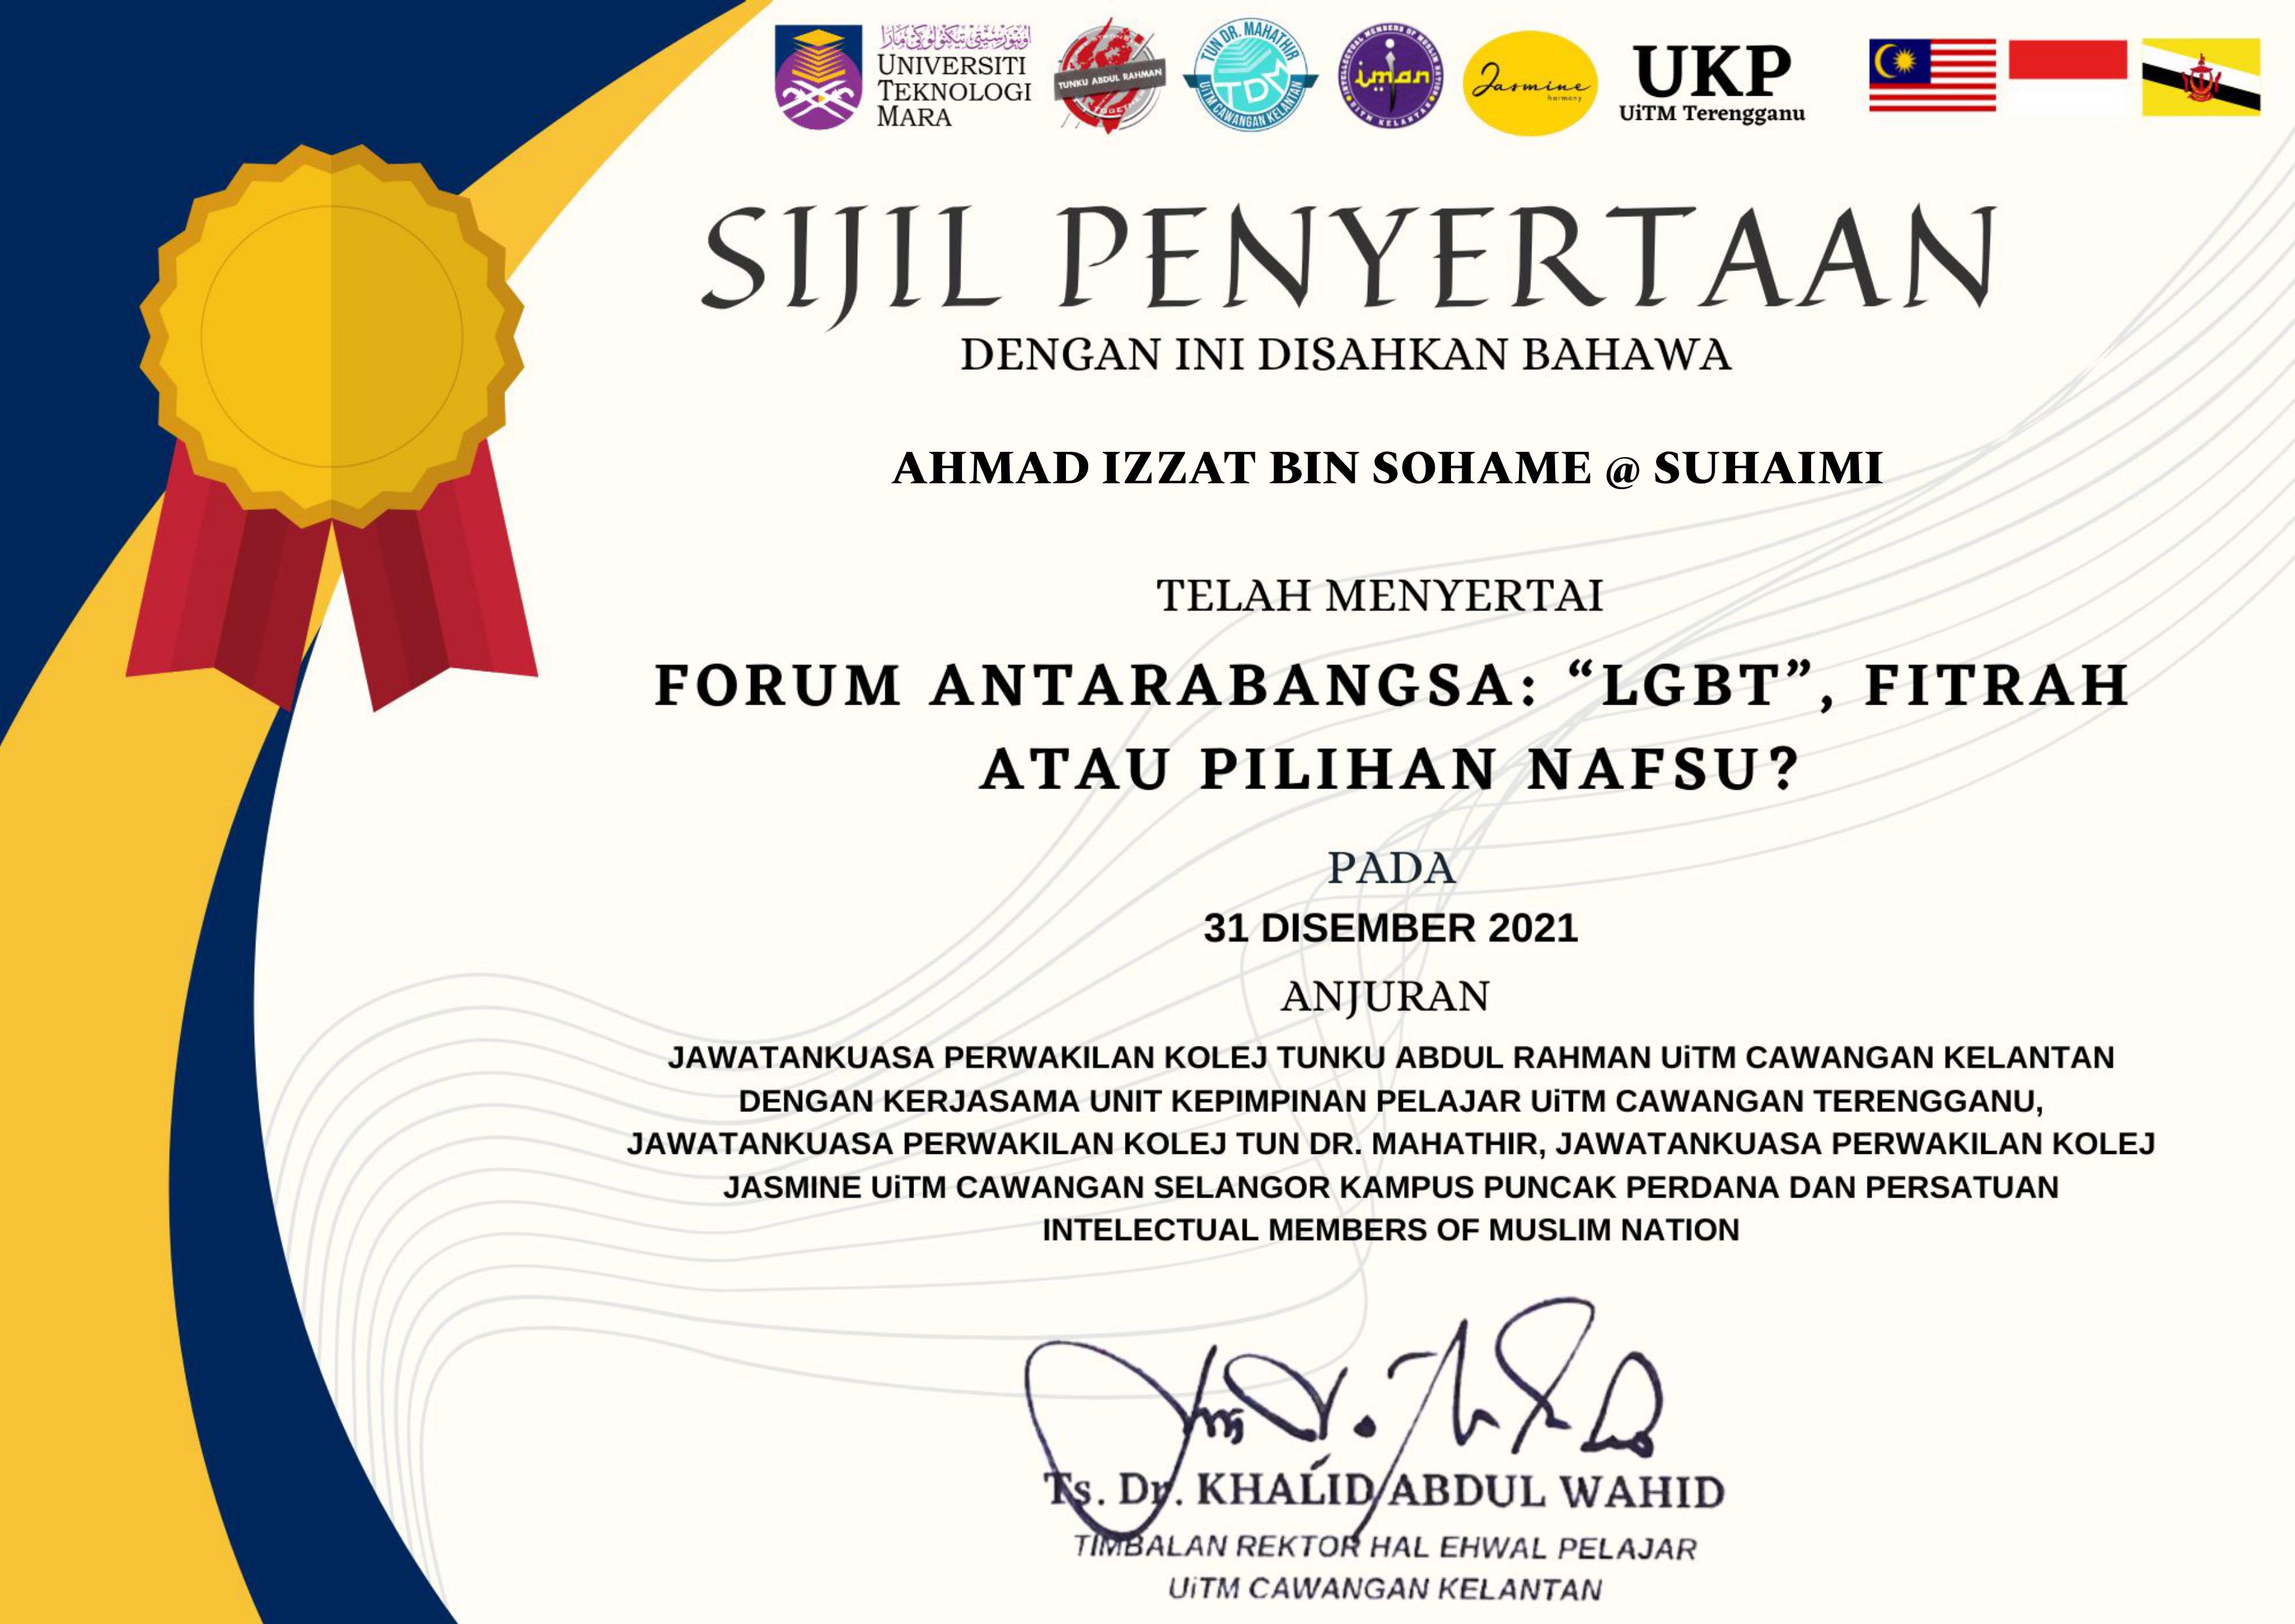 اونيۏرسيتي تيكنولوݢي مارا
UNIVERSITI
TEKNOLOGI
MARA
TUNKU ABDUL RAHMAN
TUN DR. MAHATHIR
TDM
UiTM CAWANGAN KELANTAN
INTELLECTUAL MEMBERS OF MUSLIM NATION
iman
UiTM KELANTAN
Jasmine
harmony
UKP
UiTM Terengganu
SIJIL PENYERTAAN
DENGAN INI DISAHKAN BAHAWA
AHMAD IZZAT BIN SOHAME @ SUHAIMI
TELAH MENYERTAI
FORUM ANTARABANGSA: “LGBT”, FITRAH
ATAU PILIHAN NAFSU?
PADA
31 DISEMBER 2021
ANJURAN
JAWATANKUASA PERWAKILAN KOLEJ TUNKU ABDUL RAHMAN UiTM CAWANGAN KELANTAN
DENGAN KERJASAMA UNIT KEPIMPINAN PELAJAR UiTM CAWANGAN TERENGGANU,
JAWATANKUASA PERWAKILAN KOLEJ TUN DR. MAHATHIR, JAWATANKUASA PERWAKILAN KOLEJ
JASMINE UiTM CAWANGAN SELANGOR KAMPUS PUNCAK PERDANA DAN PERSATUAN
INTELECTUAL MEMBERS OF MUSLIM NATION
Ts. Dr. KHALID ABDUL WAHID
TIMBALAN REKTOR HAL EHWAL PELAJAR
UiTM CAWANGAN KELANTAN